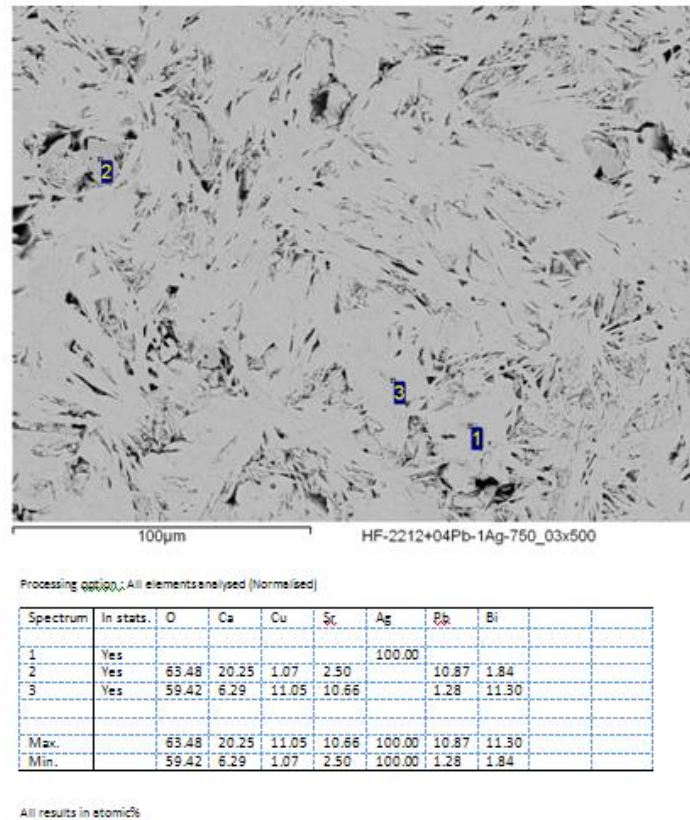 2
3
1
100µm HF-2212+04Pb-1Ag-750_03x500
Processing option : All elements analysed (Normalised)
Spectrum In stats. O Ca Cu Sr Ag Pb Bi
1 Yes 100.00
2 Yes 63.48 20.25 1.07 2.50 10.87 1.84
3 Yes 59.42 6.29 11.05 10.66 1.28 11.30
Max. 63.48 20.25 11.05 10.66 100.00 10.87 11.30
Min. 59.42 6.29 1.07 2.50 100.00 1.28 1.84
All results in atomic%